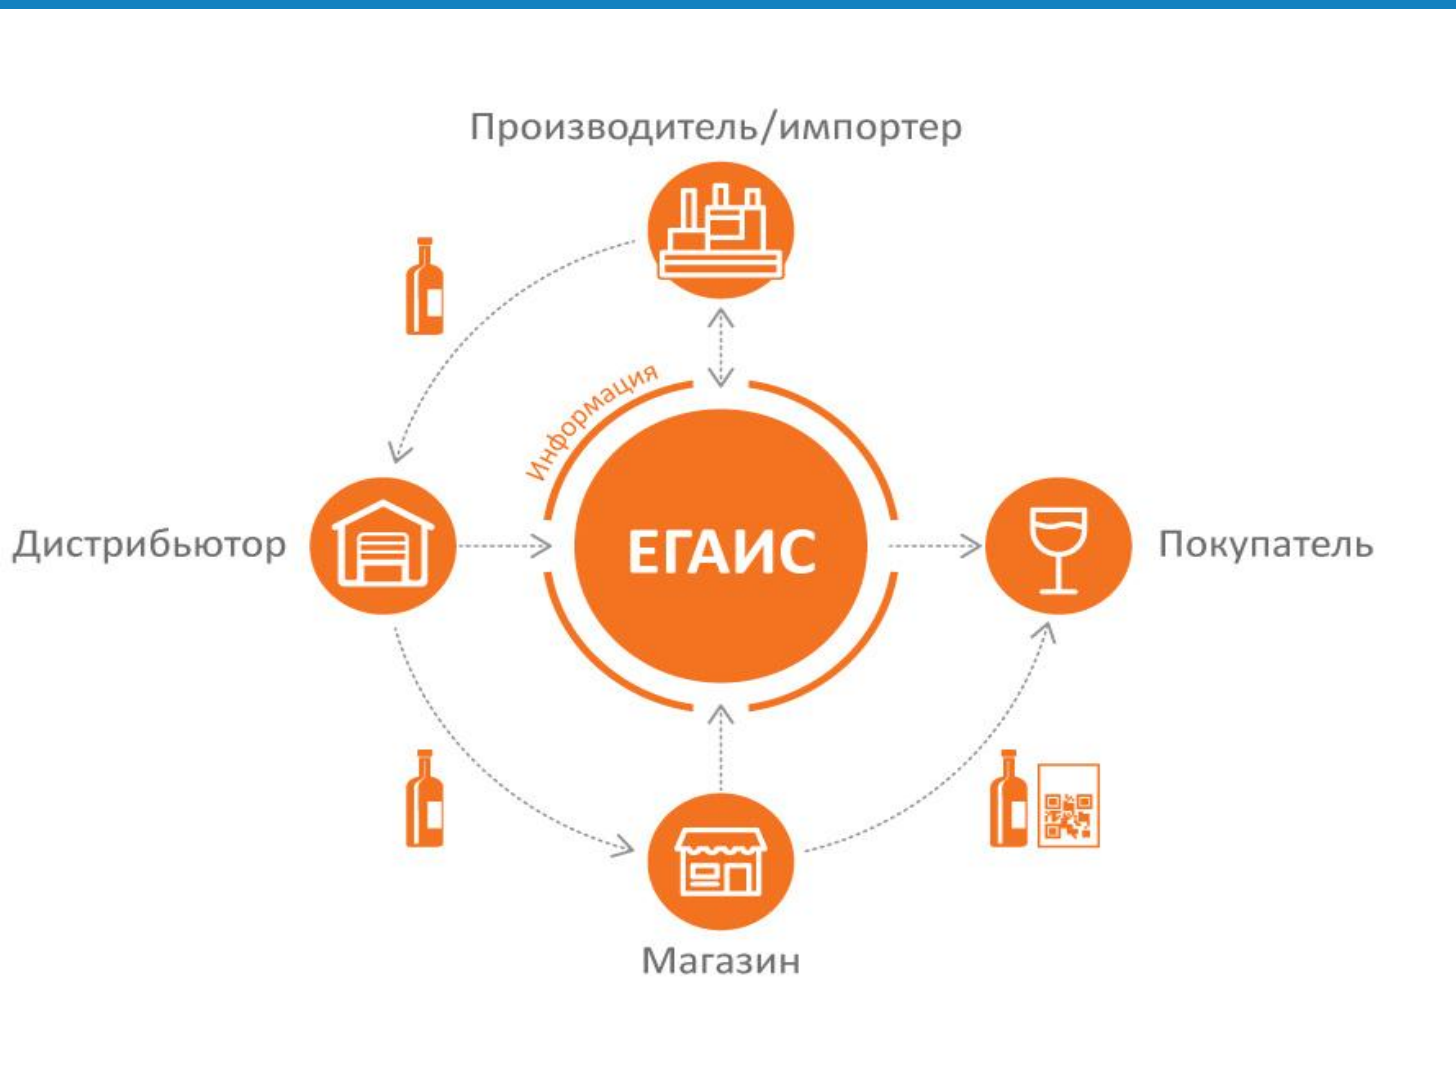 Производитель/импортер
Информация
Дистрибьютор
ЕГАИС
Покупатель
Магазин